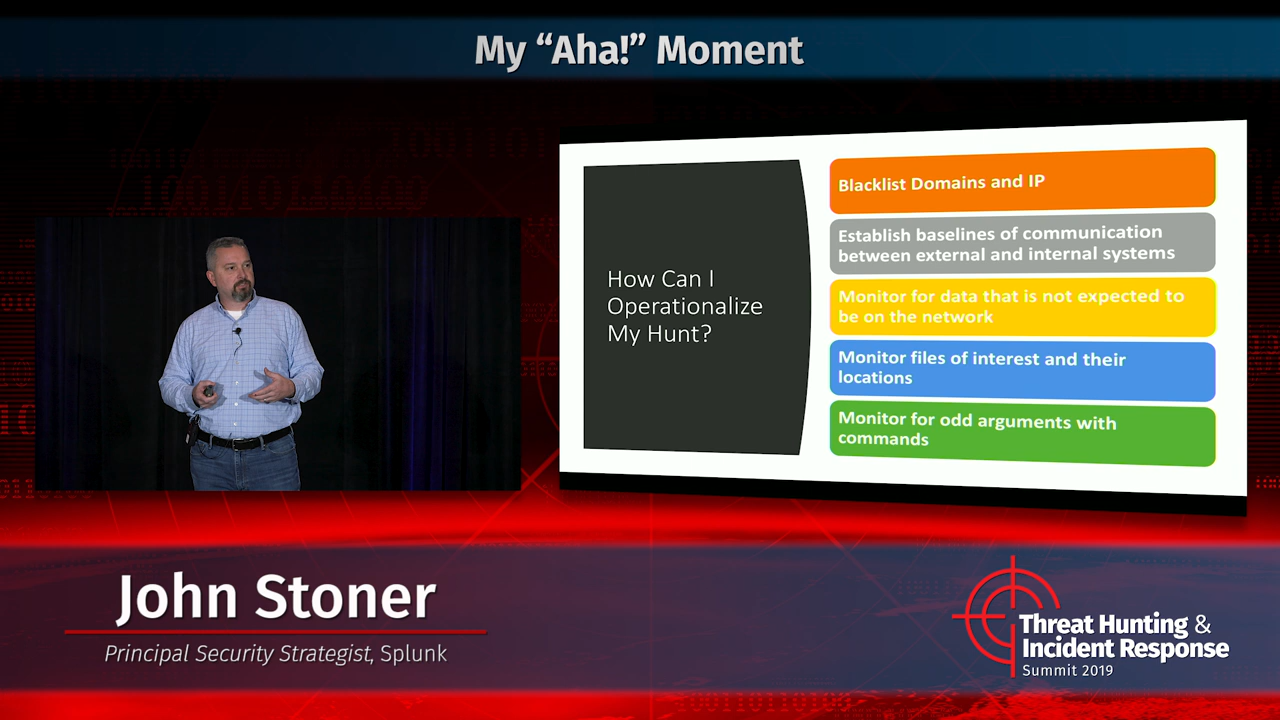 My “Aha!” Moment
How Can I
Operationalize
My Hunt?
Blacklist Domains and IP
Establish baselines of communication
between external and internal systems
Monitor for data that is not expected to
be on the network
Monitor files of interest and their
locations
Monitor for odd arguments with
commands
John Stoner
Principal Security Strategist, Splunk
Threat Hunting &
Incident Response
Summit 2019